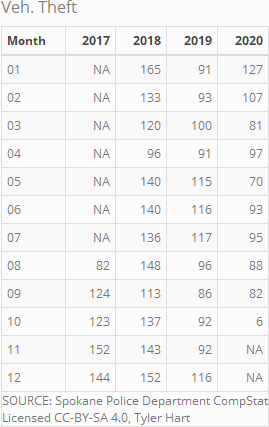 Veh. Theft
Month 2017 2018 2019 2020
01 NA 165 91 127
02 NA 133 93 107
03 NA 120 100 81
04 NA 96 91 97
05 NA 140 115 70
06 NA 140 116 93
07 NA 136 117 95
08 82 148 96 88
09 124 113 86 82
10 123 137 92 6
11 152 143 92 NA
12 144 152 116 NA
SOURCE: Spokane Police Department CompStat
Licensed CC-BY-SA 4.0, Tyler Hart